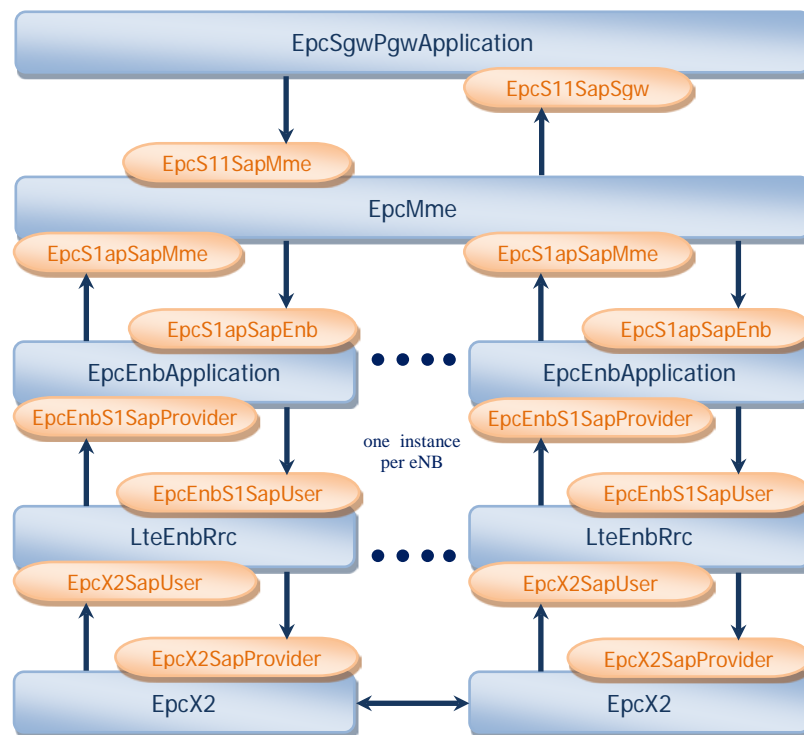 EpcSgwPgwApplication
EpcS11SapSgw
EpcS11SapMme
EpcMme
EpcS1apSapMme
EpcS1apSapMme
EpcS1apSapEnb
EpcS1apSapEnb
EpcEnbApplication
EpcEnbApplication
EpcEnbS1SapProvider
EpcEnbS1SapProvider
one instance
per eNB
EpcEnbS1SapUser
EpcEnbS1SapUser
LteEnbRrc
LteEnbRrc
EpcX2SapUser
EpcX2SapUser
EpcX2SapProvider
EpcX2SapProvider
EpcX2
EpcX2